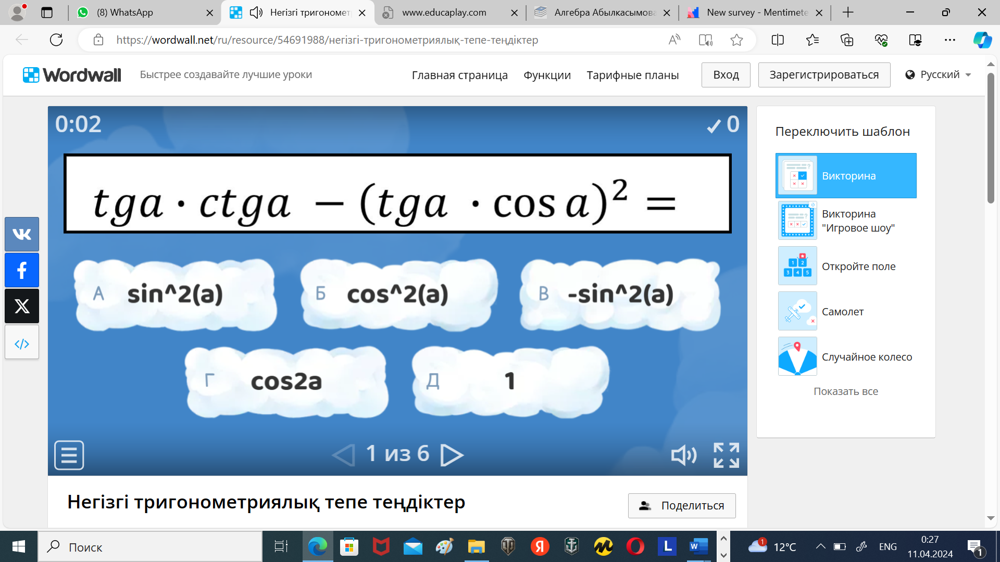 (8) WhatsApp
Негізгі тригонομет
www.educaplay.com
Алгебра Абылкасымова
New survey - Mentimete
https://wordwall.net/ru/resource/54691988/негізгі-тригонометриялық-тепе-теңдіктер
Wordwall
Быстрее создавайте лучшие уроки
Главная страница
Функции
Тарифные планы
Вход
Зарегистрироваться
Русский
0:02
0
tga · ctga − (tga · cos a)² =
А sin^2(a)
Б cos^2(a)
В -sin^2(a)
Г cos2a
Д 1
1 из 6
Переключить шаблон
Викторина
Викторина
"Игровое шоу"
Откройте поле
Самолет
Случайное колесо
Показать все
Негізгі тригонометриялық тепе теңдіктер
Поделиться
Поиск
1
12°C
ENG
0:27
11.04.2024
1